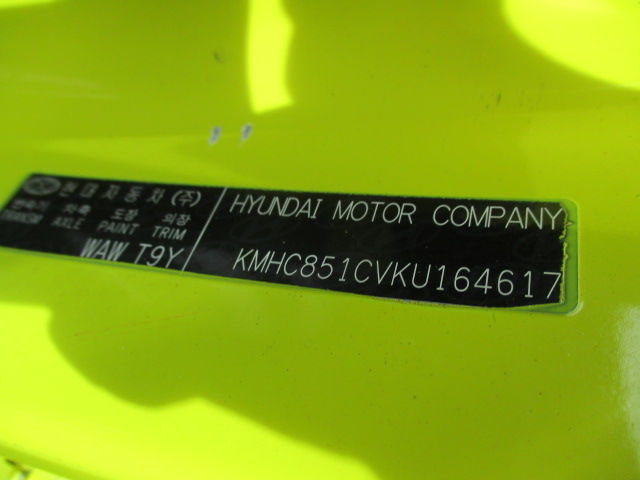 현대자동차(주)
변속기 차축 도장 의장
TRANSM AXLE PAINT TRIM
WAW T9Y
HYUNDAI MOTOR COMPANY
KMHC851CVKU164617